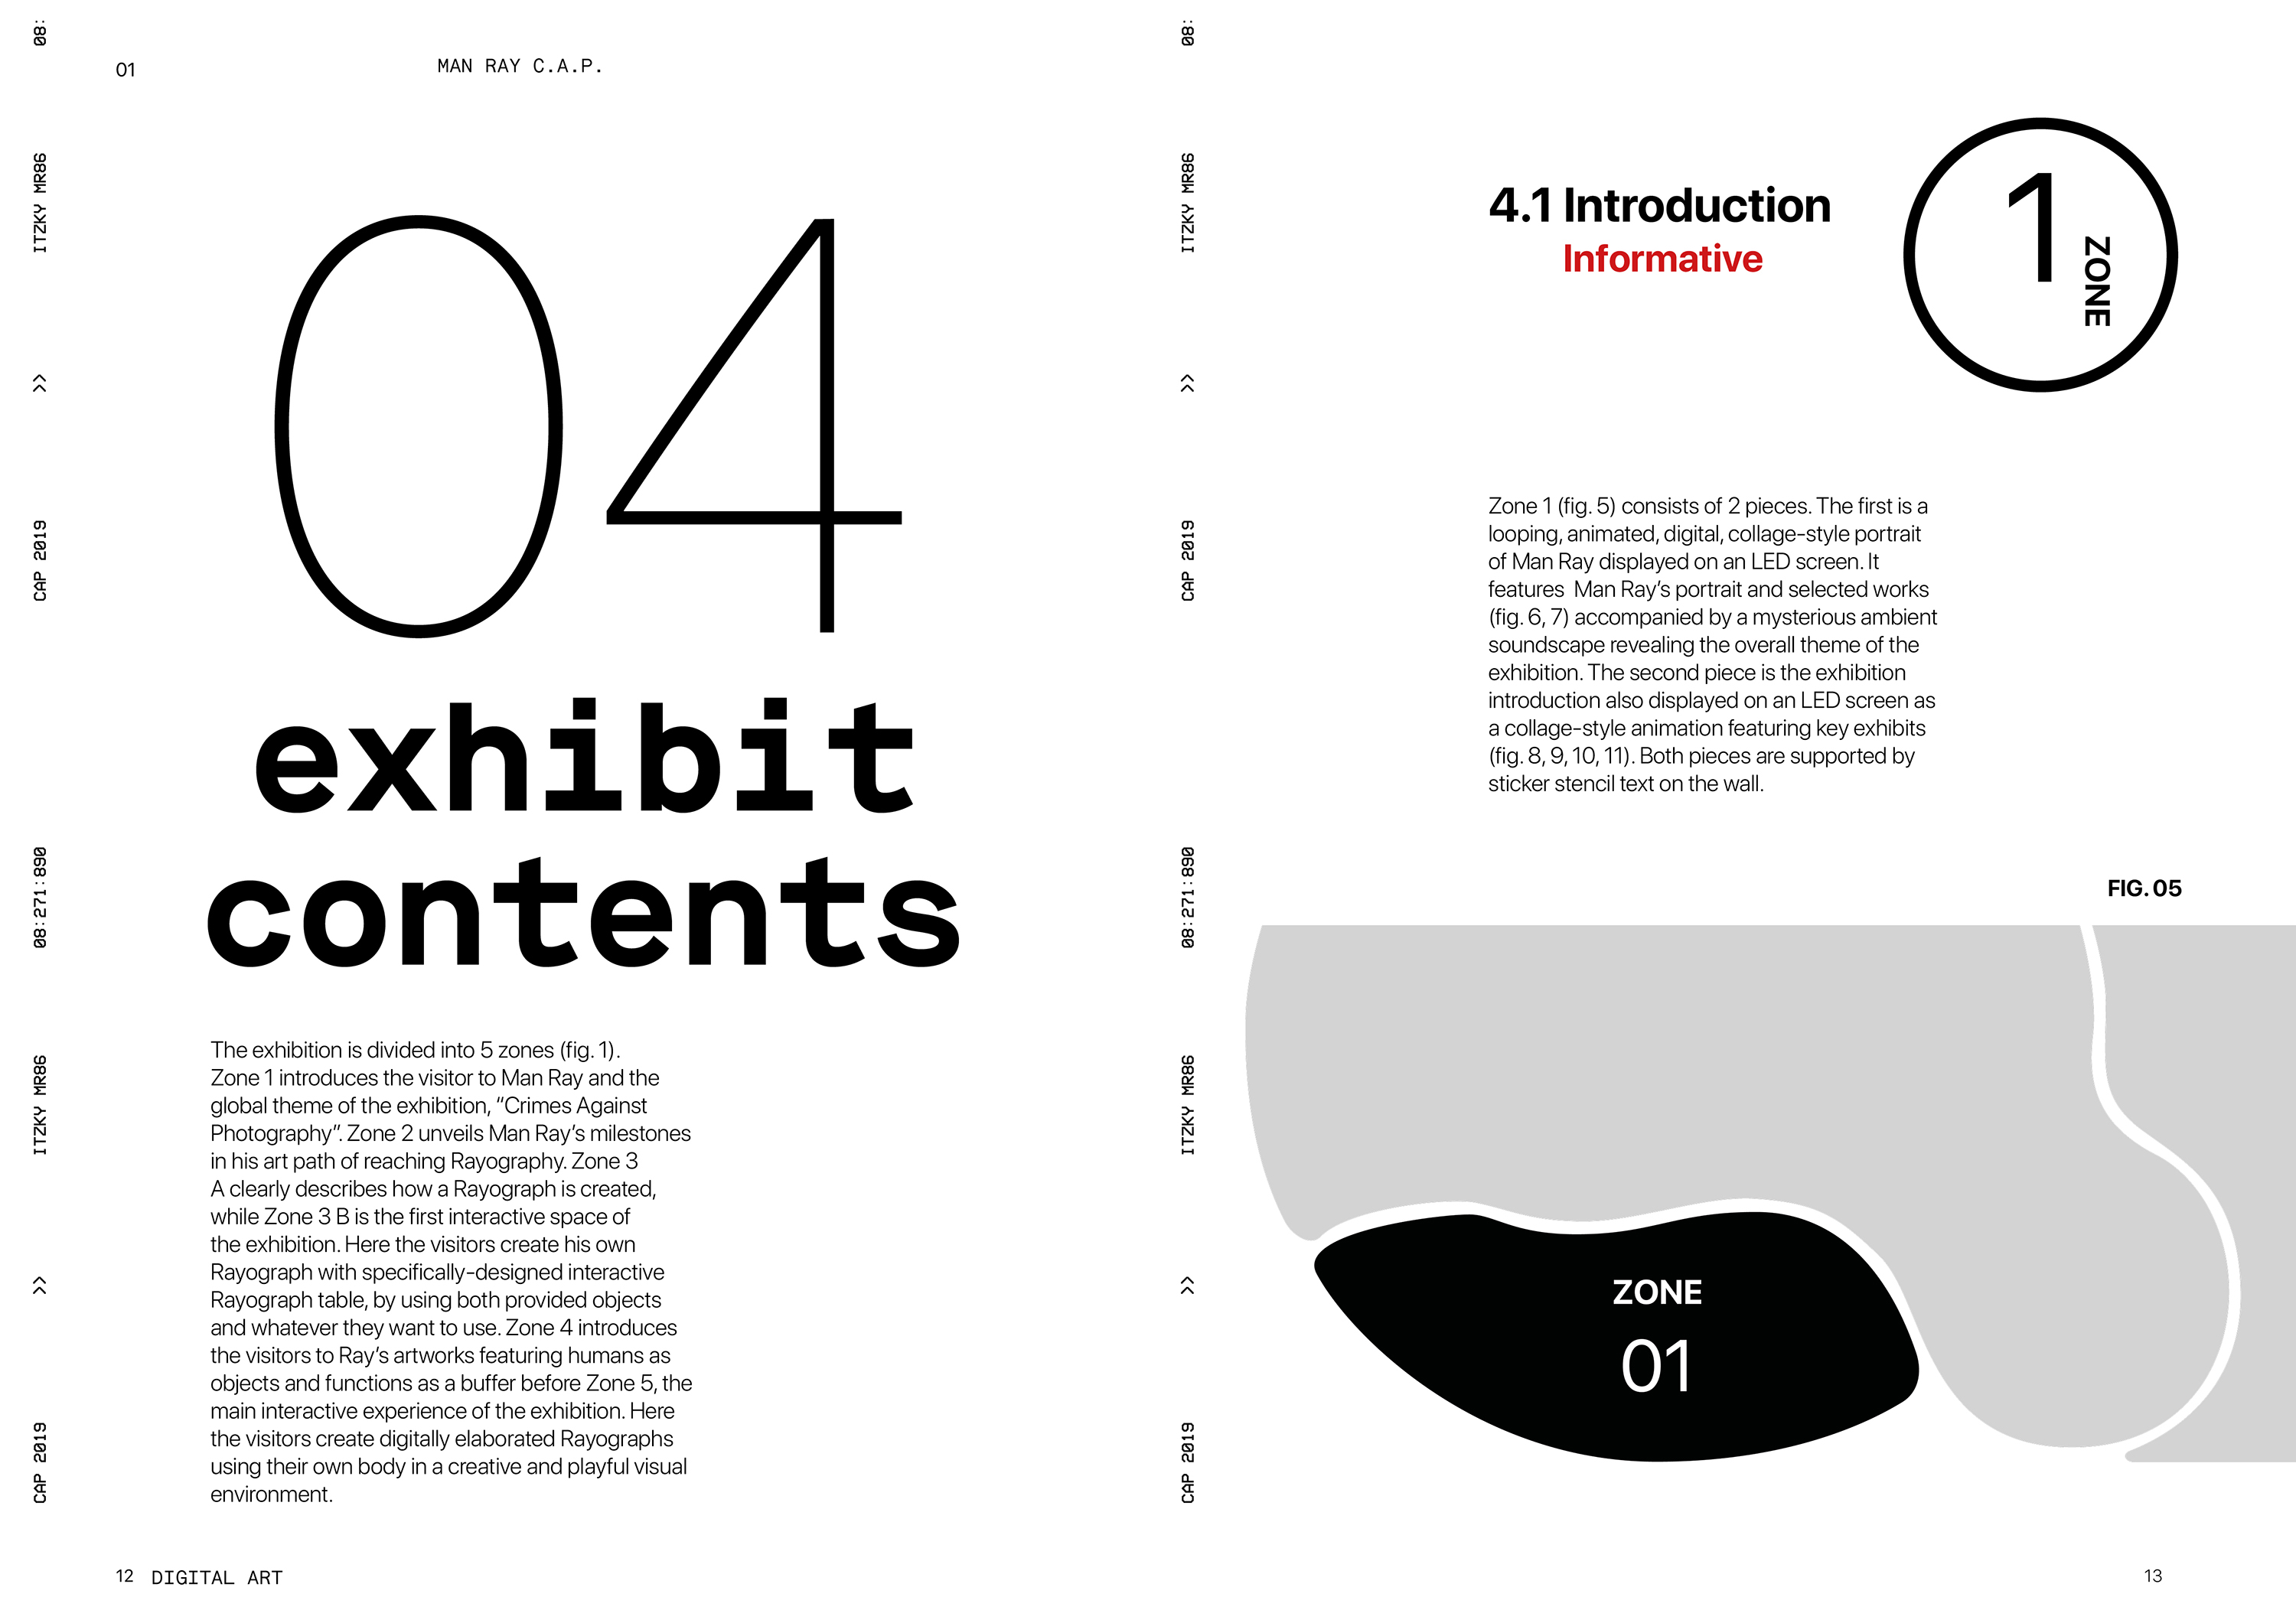 08:
ITZKY MR86
>>
CAP 2019
08:271:890
ITZKY MR86
>>
CAP 2019
01
MAN RAY C.A.P.
04
exhibit
contents
The exhibition is divided into 5 zones (fig. 1).
Zone 1 introduces the visitor to Man Ray and the
global theme of the exhibition, “Crimes Against
Photography”. Zone 2 unveils Man Ray’s milestones
in his art path of reaching Rayography. Zone 3
A clearly describes how a Rayograph is created,
while Zone 3 B is the first interactive space of
the exhibition. Here the visitors create his own
Rayograph with specifically-designed interactive
Rayograph table, by using both provided objects
and whatever they want to use. Zone 4 introduces
the visitors to Ray’s artworks featuring humans as
objects and functions as a buffer before Zone 5, the
main interactive experience of the exhibition. Here
the visitors create digitally elaborated Rayographs
using their own body in a creative and playful visual
environment.
12 DIGITAL ART
08:
ITZKY MR86
>>
CAP 2019
08:271:890
ITZKY MR86
>>
CAP 2019
4.1 Introduction
Informative
1
ZONE
Zone 1 (fig. 5) consists of 2 pieces. The first is a
looping, animated, digital, collage-style portrait
of Man Ray displayed on an LED screen. It
features  Man Ray’s portrait and selected works
(fig. 6, 7) accompanied by a mysterious ambient
soundscape revealing the overall theme of the
exhibition. The second piece is the exhibition
introduction also displayed on an LED screen as
a collage-style animation featuring key exhibits
(fig. 8, 9, 10, 11). Both pieces are supported by
sticker stencil text on the wall.
FIG. 05
ZONE
01
13